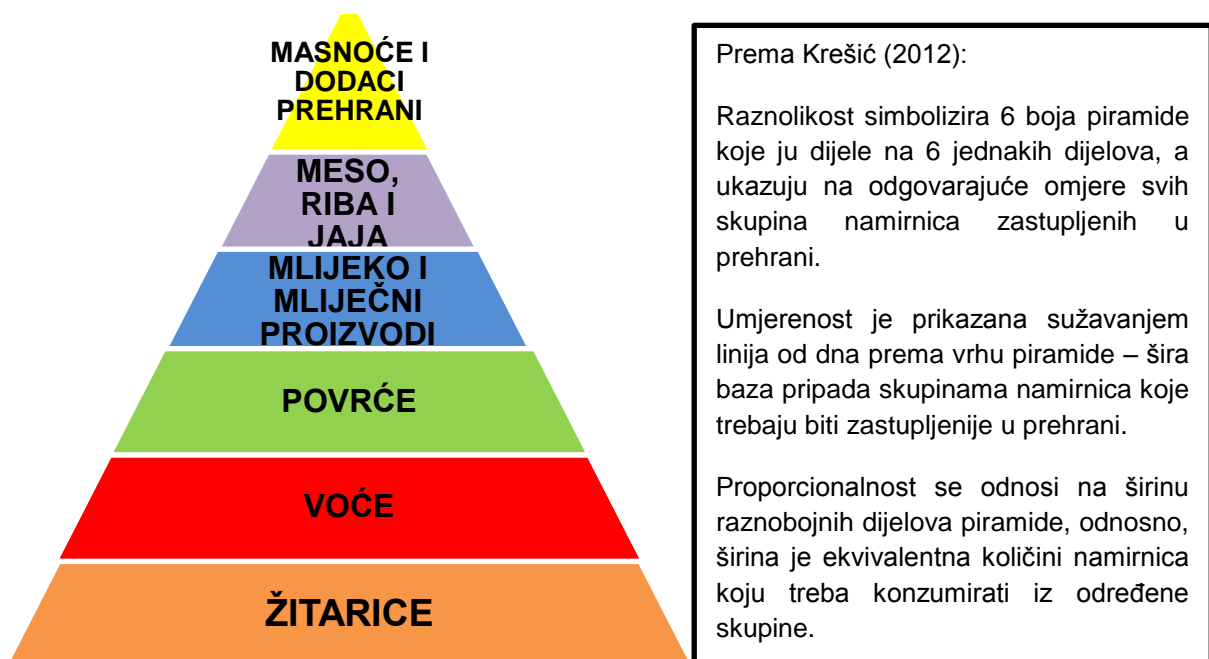 MASNOĆE I
DODACI
PREHRANI
MESO,
RIBA I
JAJA
MLIJEKO I
MLIJEČNI
PROIZVODI
POVRĆE
VOĆE
ŽITARICE
Prema Krešić (2012):
Raznolikost simbolizira 6 boja piramide
koje ju dijele na 6 jednakih dijelova, a
ukazuju na odgovarajuće omjere svih
skupina namirnica zastupljenih u
prehrani.
Umjerenost je prikazana sužavanjem
linija od dna prema vrhu piramide – šira
baza pripada skupinama namirnica koje
trebaju biti zastupljenije u prehrani.
Proporcionalnost se odnosi na širinu
raznobojnih dijelova piramide, odnosno,
širina je ekvivalentna količini namirnica
koju treba konzumirati iz određene
skupine.